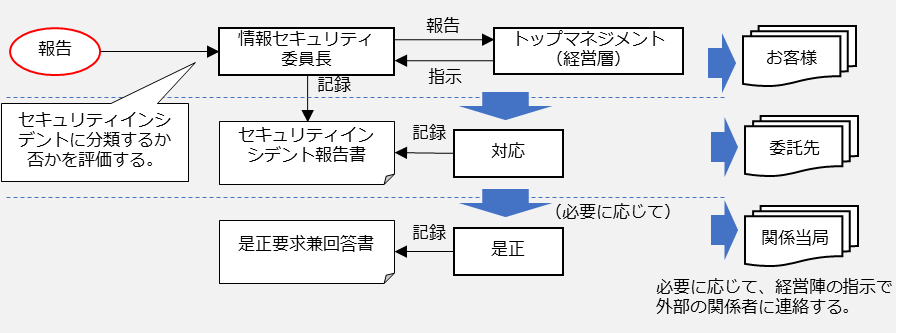 報告
情報セキュリティ
委員長
報告
指示
トップマネジメント
（経営層）
お客様
記録
セキュリティインシ
デントに分類するか
否かを評価する。
セキュリティイン
シデント報告書
記録
対応
委託先
（必要に応じて）
是正要求兼回答書
記録
是正
関係当局
必要に応じて、経営陣の指示で
外部の関係者に連絡する。